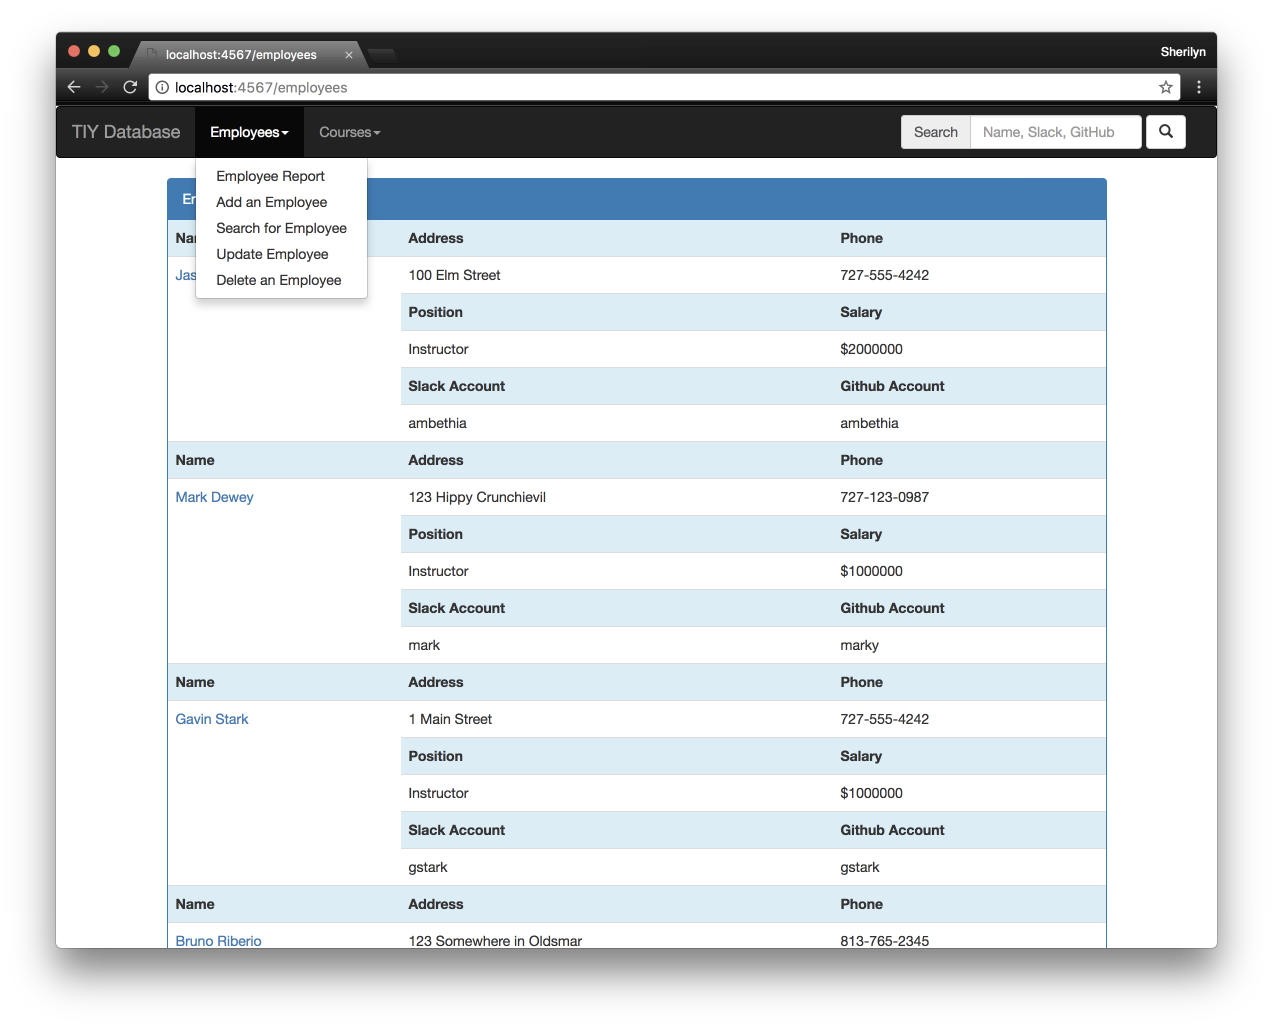 localhost:4567/employees
Sherilyn
localhost:4567/employees
TIY Database Employees Courses Search Name, Slack, GitHub
Employee Report
Add an Employee
Search for Employee
Update Employee
Delete an Employee
Address Phone
100 Elm Street 727-555-4242
Position Salary
Instructor $2000000
Slack Account Github Account
ambethia ambethia
Name Address Phone
Mark Dewey 123 Hippy Crunchievil 727-123-0987
Position Salary
Instructor $1000000
Slack Account Github Account
mark marky
Name Address Phone
Gavin Stark 1 Main Street 727-555-4242
Position Salary
Instructor $1000000
Slack Account Github Account
gstark gstark
Name Address Phone
Bruno Riberio 123 Somewhere in Oldsmar 813-765-2345